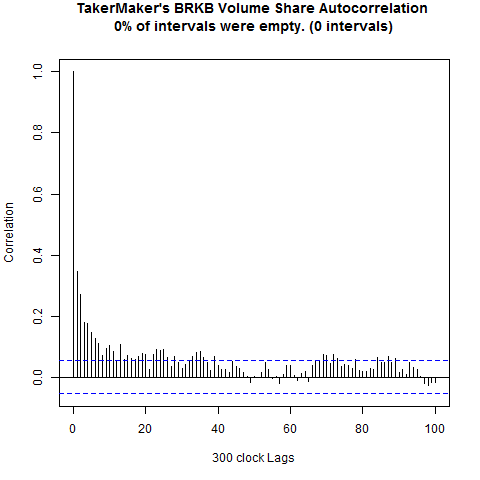 TakerMaker's BRKB Volume Share Autocorrelation
0% of intervals were empty. (0 intervals)
Correlation
1.0
0.8
0.6
0.4
0.2
0.0
0 20 40 60 80 100
300 clock Lags